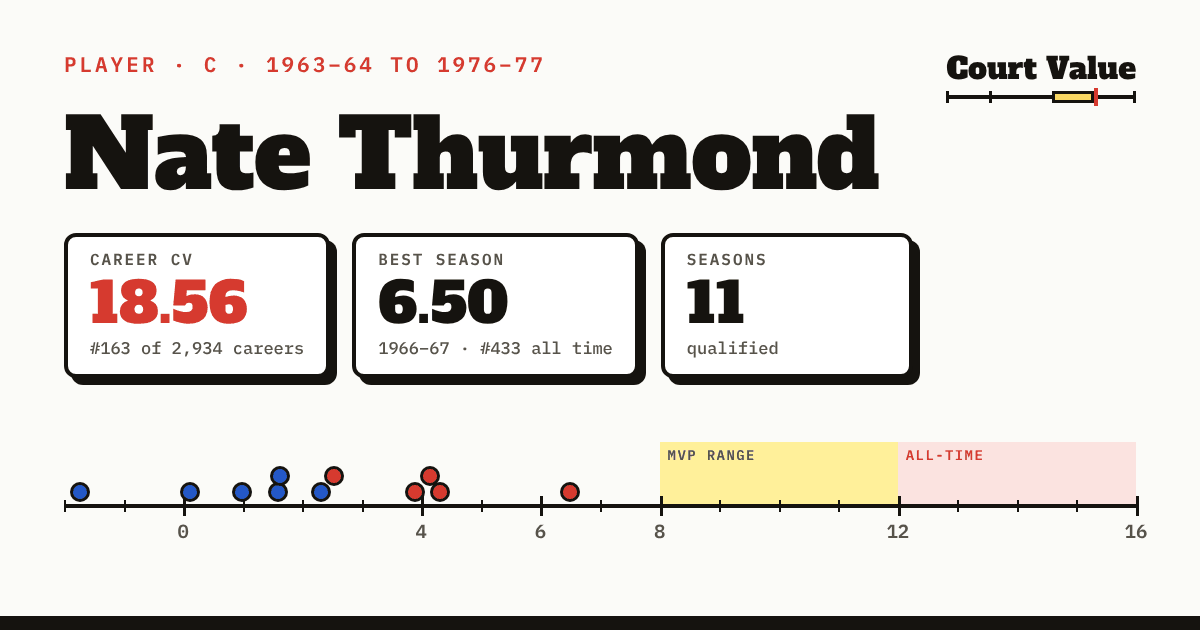 PLAYER · C · 1963–64 TO 1976–77
Court Value
Nate Thurmond
CAREER CV
18.56
#163 of 2,934 careers
BEST SEASON
6.50
1966–67 · #433 all time
SEASONS
11
qualified
MVP RANGE
ALL-TIME
0 4 6 8 12 16